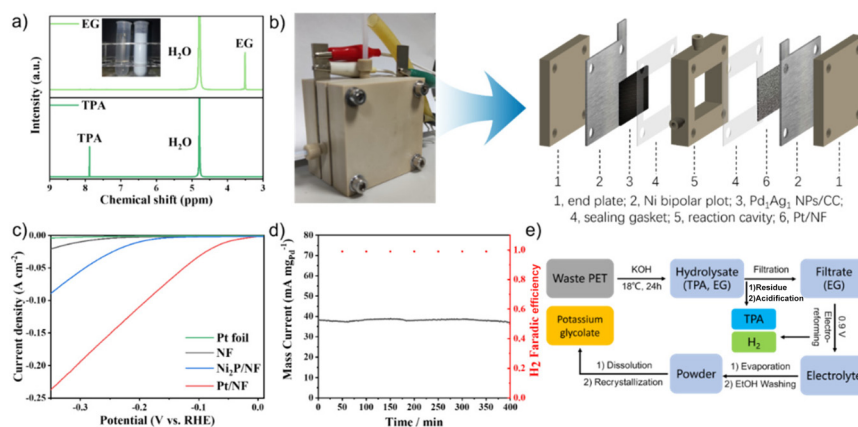 a)
EG
H2O
EG
TPA
TPA
H2O
Intensity (a.u.)
9 8 7 6 5 4 3
Chemical shift (ppm)
b)
1 2 3 4 5 4 6 2 1
1, end plate; 2, Ni bipolar plot; 3, Pd1Ag1 NPs/CC;
4, sealing gasket; 5, reaction cavity; 6, Pt/NF
c)
Current density (A cm-2)
0.00
-0.05
-0.10
-0.15
-0.20
-0.25
Pt foil
NF
Ni2P/NF
Pt/NF
-0.3 -0.2 -0.1 0.0
Potential (V vs. RHE)
d)
Mass Current (mA mgPd-1)
80
70
60
50
40
30
20
10
0
0 50 100 150 200 250 300 350 400
Time / min
1.0
0.8
0.6
0.4
0.2
0.0
H2 Faradic efficiency
e)
Waste PET
KOH
18℃, 24h
Hydrolysate
(TPA, EG)
Filtration
Filtrate
(EG)
1)Residue
2)Acidification
TPA
H2
0.9 V
Electro-
reforming
Potassium
glycolate
1) Dissolution
2) Recrystallization
Powder
1) Evaporation
2) EtOH Washing
Electrolyte